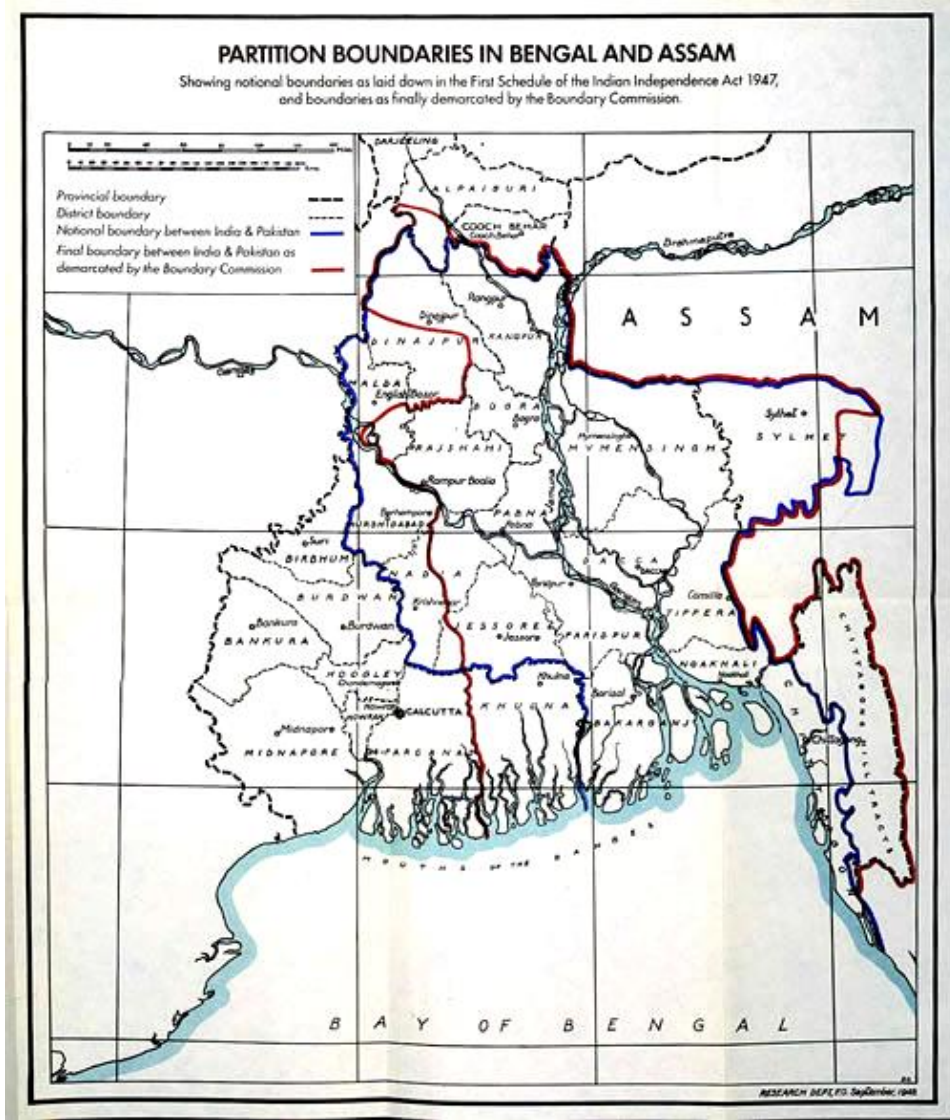 PARTITION BOUNDARIES IN BENGAL AND ASSAM
Showing notional boundaries as laid down in the First Schedule of the Indian Independence Act 1947,
and boundaries as finally demarcated by the Boundary Commission.
Provincial boundary
District boundary
Notional boundary between India & Pakistan
Final boundary between India & Pakistan as
demarcated by the Boundary Commission
DARJEELING
JALPAIGURI
COOCH BEHAR
Cooch Behar
Brahmaputra
Rangpur
Dinajpur
ASSAM
RANGPUR
DINAJPUR
Ganges
MALDA
English Bazar
BOGRA
Bogra
Sylhet
SYLHET
Mymensingh
MYMENSINGH
RAJSHAHI
Rampur Boalia
Jamuna
Berhampore
MURSHIDABAD
PABNA
Pabna
Suri
BIRBHUM
NADIA
DACCA
Faridpur
BURDWAN
Krishnagar
Comilla
TIPPERA
Bankura
BANKURA
Burdwan
JESSORE
Jessore
FARIDPUR
CHITTAGONG HILL TRACTS
NOAKHALI
HOOGLEY
Khulna
Barisal
HOWRAH
CALCUTTA
KHULNA
BAKARGANJ
Midnapore
MIDNAPORE
24-PARGANAS
Chittagong
MOUTHS OF THE GANGES
BAY OF BENGAL
RESEARCH DEPT, F.O. September, 1948